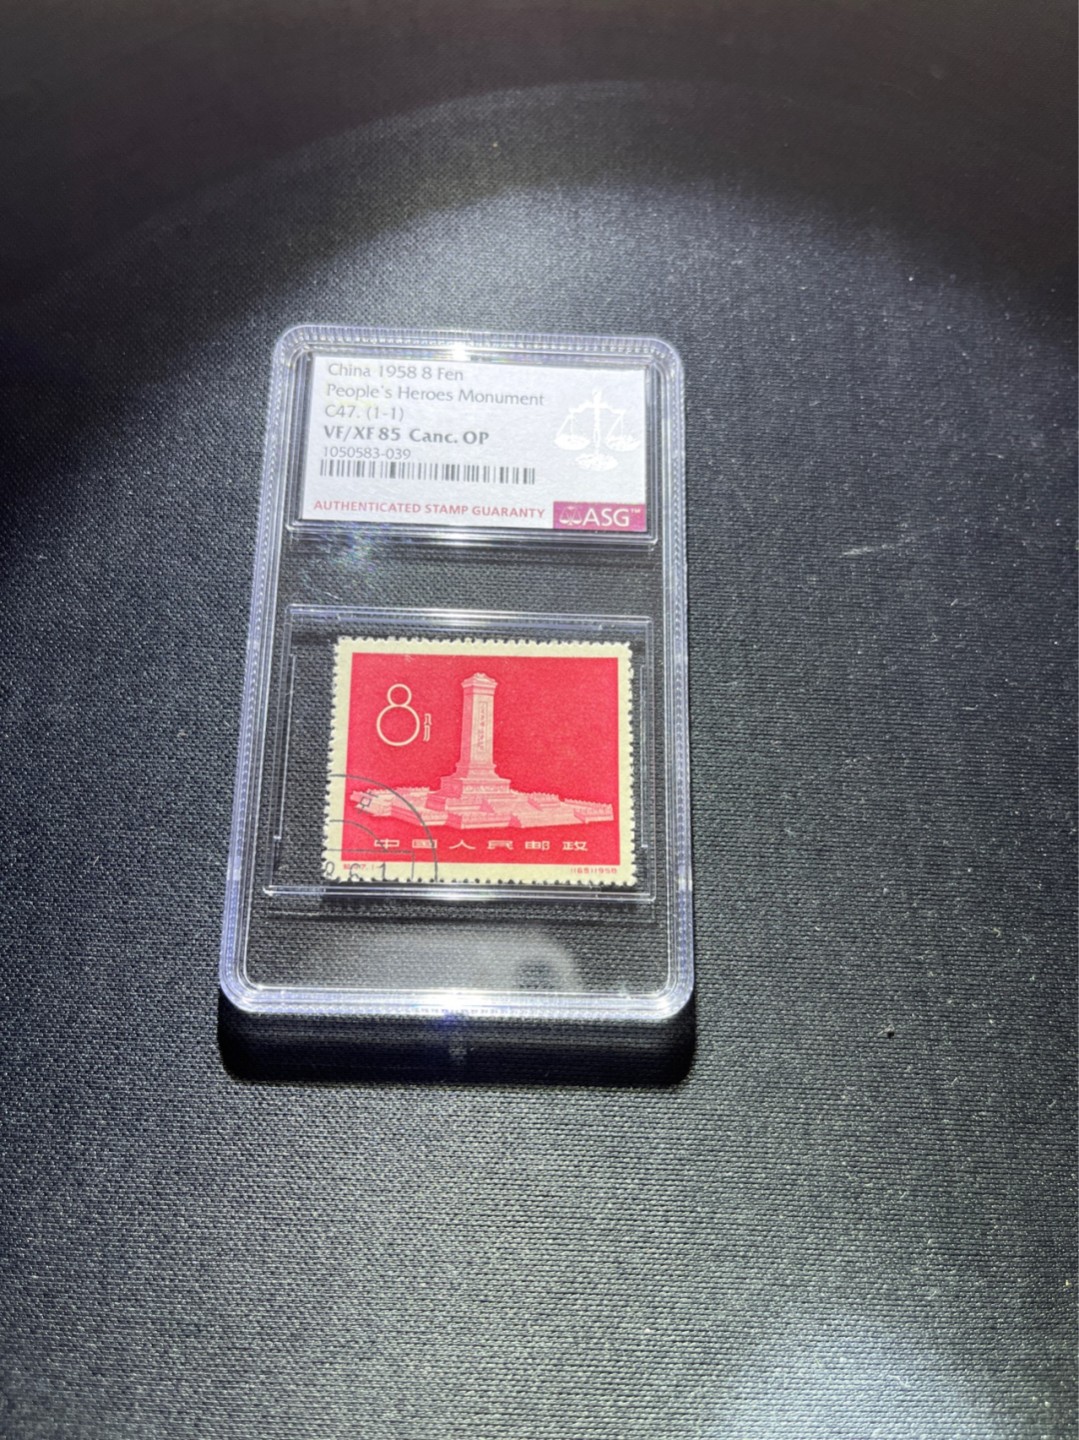 China 1958 8 Fen
People's Heroes Monument
C47. (1-1)
VF/XF 85 Canc. OP
1050583-039
AUTHENTICATED STAMP GUARANTY
ASG™
8分
中国人民邮政